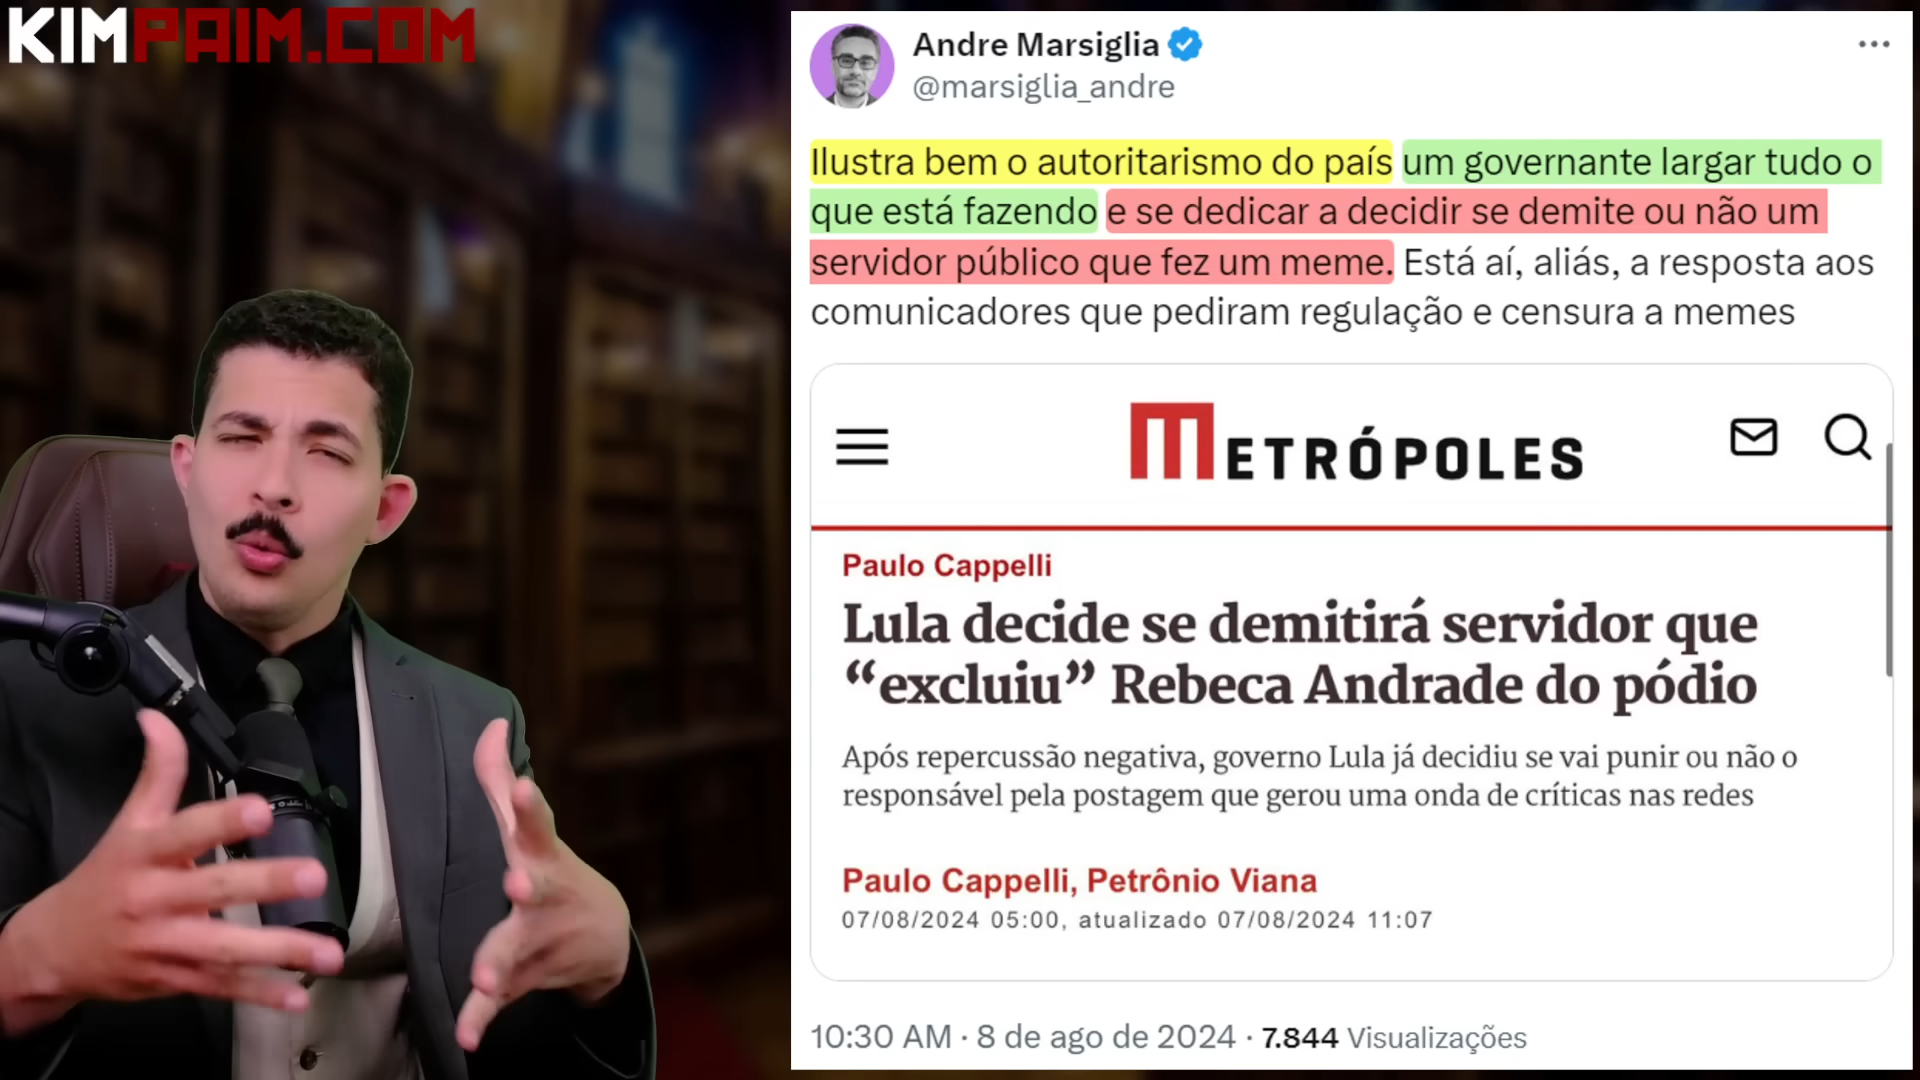 KIMPAIM.COM
Andre Marsiglia
@marsiglia_andre
Ilustra bem o autoritarismo do país um governante largar tudo o
que está fazendo e se dedicar a decidir se demite ou não um
servidor público que fez um meme. Está aí, aliás, a resposta aos
comunicadores que pediram regulação e censura a memes
METRÓPOLES
Paulo Cappelli
Lula decide se demitirá servidor que
“excluiu” Rebeca Andrade do pódio
Após repercussão negativa, governo Lula já decidiu se vai punir ou não o
responsável pela postagem que gerou uma onda de críticas nas redes
Paulo Cappelli, Petrônio Viana
07/08/2024 05:00, atualizado 07/08/2024 11:07
10:30 AM · 8 de ago de 2024 · 7.844 Visualizações